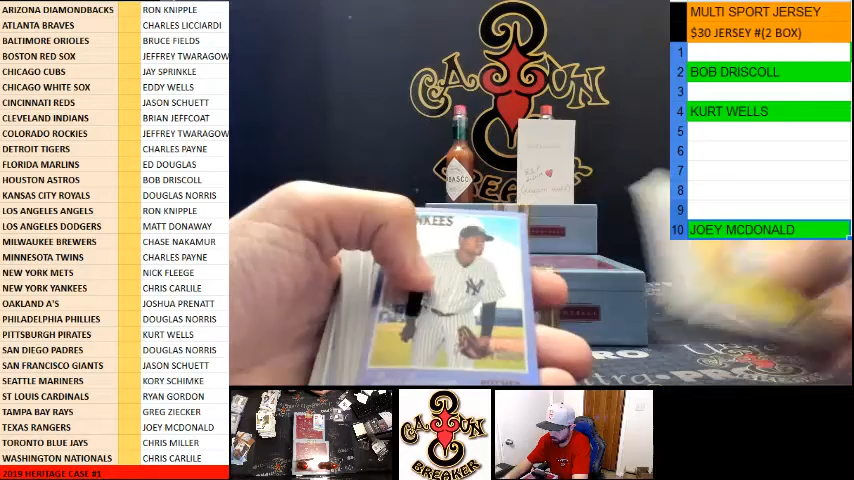 ARIZONA DIAMONDBACKS RON KNIPPLE
ATLANTA BRAVES CHARLES LICCIARDI
BALTIMORE ORIOLES BRUCE FIELDS
BOSTON RED SOX JEFFREY TWARAGOW
CHICAGO CUBS JAY SPRINKLE
CHICAGO WHITE SOX EDDY WELLS
CINCINNATI REDS JASON SCHUETT
CLEVELAND INDIANS BRIAN JEFFCOAT
COLORADO ROCKIES JEFFREY TWARAGOW
DETROIT TIGERS CHARLES PAYNE
FLORIDA MARLINS ED DOUGLAS
HOUSTON ASTROS BOB DRISCOLL
KANSAS CITY ROYALS DOUGLAS NORRIS
LOS ANGELES ANGELS RON KNIPPLE
LOS ANGELES DODGERS MATT DONAWAY
MILWAUKEE BREWERS CHASE NAKAMUR
MINNESOTA TWINS CHARLES PAYNE
NEW YORK METS NICK FLEEGE
NEW YORK YANKEES CHRIS CARLILE
OAKLAND A'S JOSHUA PRENATT
PHILADELPHIA PHILLIES DOUGLAS NORRIS
PITTSBURGH PIRATES KURT WELLS
SAN DIEGO PADRES DOUGLAS NORRIS
SAN FRANCISCO GIANTS JASON SCHUETT
SEATTLE MARINERS KORY SCHIMKE
ST LOUIS CARDINALS RYAN GORDON
TAMPA BAY RAYS GREG ZIECKER
TEXAS RANGERS JOEY MCDONALD
TORONTO BLUE JAYS CHRIS MILLER
WASHINGTON NATIONALS CHRIS CARLILE
2019 HERITAGE CASE #1
CAJUN
BREAKER
BASCO
KEES
NY
PITCHER
CAJUN
BREAKER
MULTI SPORT JERSEY
$30 JERSEY #(2 BOX)
1
2 BOB DRISCOLL
3
4 KURT WELLS
5
6
7
8
9
10 JOEY MCDONALD